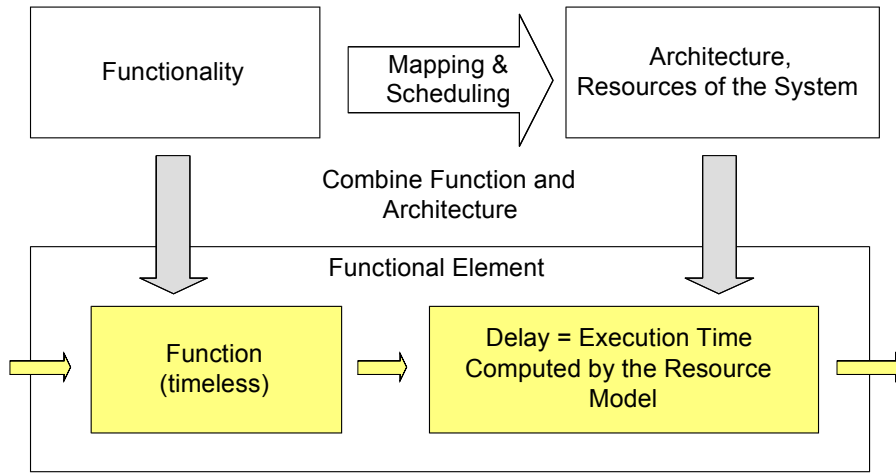 Functionality
Mapping &
Scheduling
Architecture,
Resources of the System
Combine Function and
Architecture
Functional Element
Function
(timeless)
Delay = Execution Time
Computed by the Resource
Model